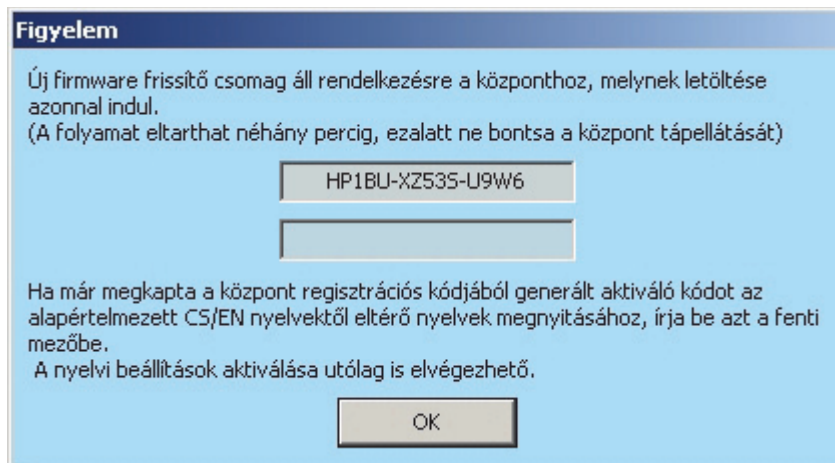 Figyelem
Új firmware frissítő csomag áll rendelkezésre a központhoz, melynek letöltése
azonnal indul.
(A folyamat eltarthat néhány percig, ezalatt ne bontsa a központ tápellátását)
HP1BU-XZ53S-U9W6
Ha már megkapta a központ regisztrációs kódjából generált aktiváló kódot az
alapértelmezett CS/EN nyelvektől eltérő nyelvek megnyitásához, írja be azt a fenti
mezőbe.
A nyelvi beállítások aktiválása utólag is elvégezhető.
OK